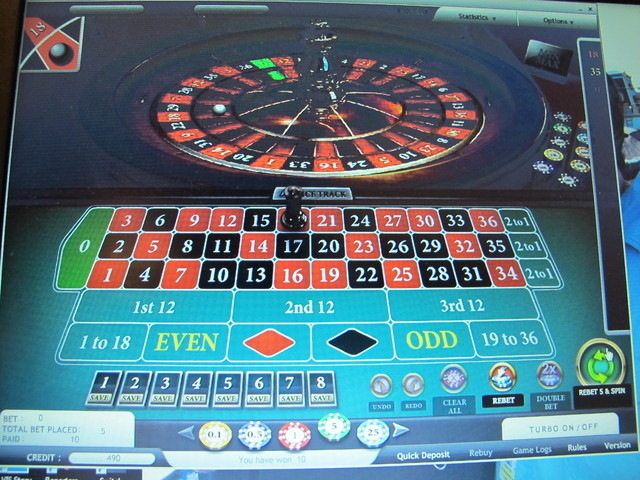 Statistics
Options
18
18
35
RACETRACK
3 6 9 12 15 21 24 27 30 33 36 2 to 1
0
2 5 8 11 14 17 20 23 26 29 32 35 2 to 1
1 4 7 10 13 16 19 22 25 28 31 34 2 to 1
1st 12 2nd 12 3rd 12
1 to 18 EVEN ODD 19 to 36
1 2 3 4 5 6 7 8
SAVE SAVE SAVE SAVE SAVE SAVE SAVE SAVE
UNDO REDO CLEAR ALL REBET 2X DOUBLE BET REBET 5 & SPIN
BET : 0
TOTAL BET PLACED: 5
PAID: 10
0.1 0.5 1 5 25
TURBO ON / OFF
CREDIT : 490
You have won 10
Quick Deposit Rebuy Game Logs Rules Version